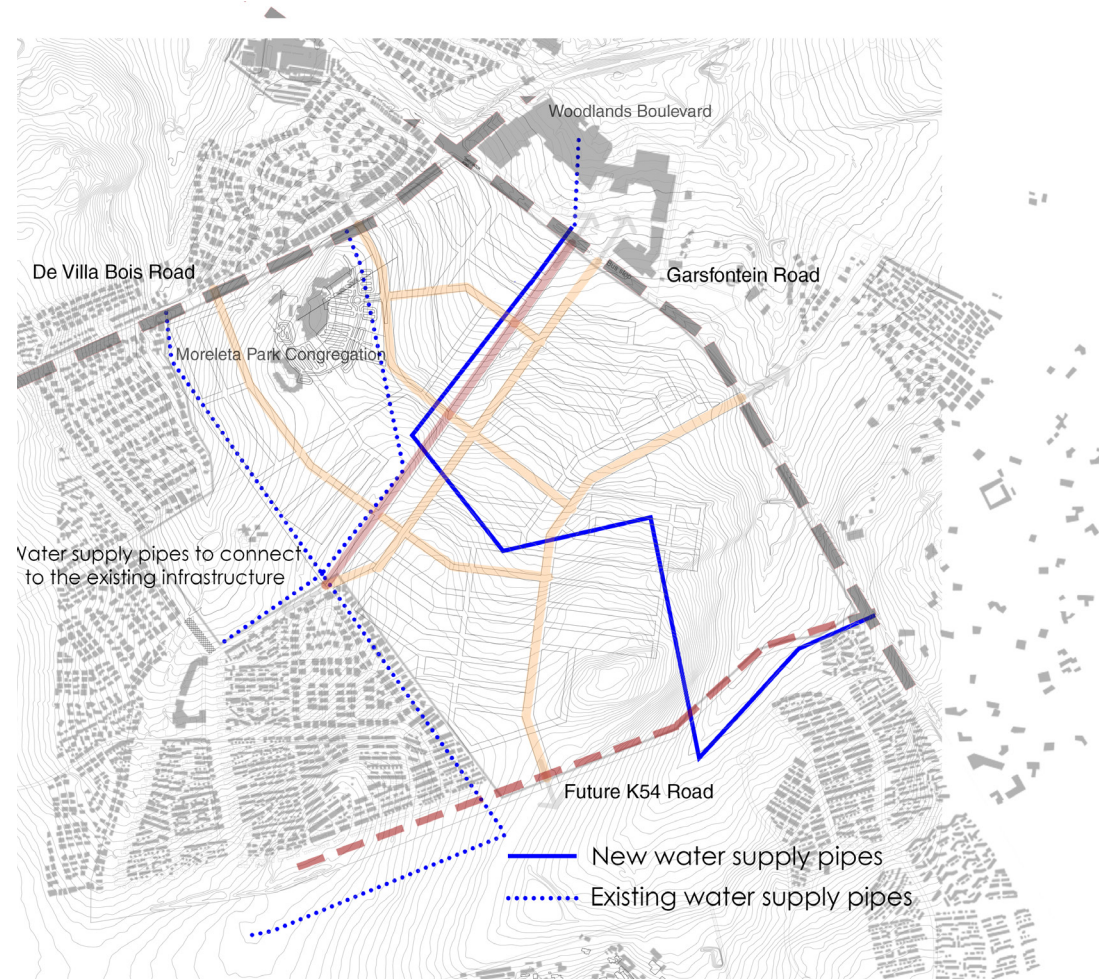 Woodlands Boulevard
De Villa Bois Road
Garsfontein Road
Moreleta Park Congregation
Water supply pipes to connect
to the existing infrastructure
Future K54 Road
New water supply pipes
Existing water supply pipes